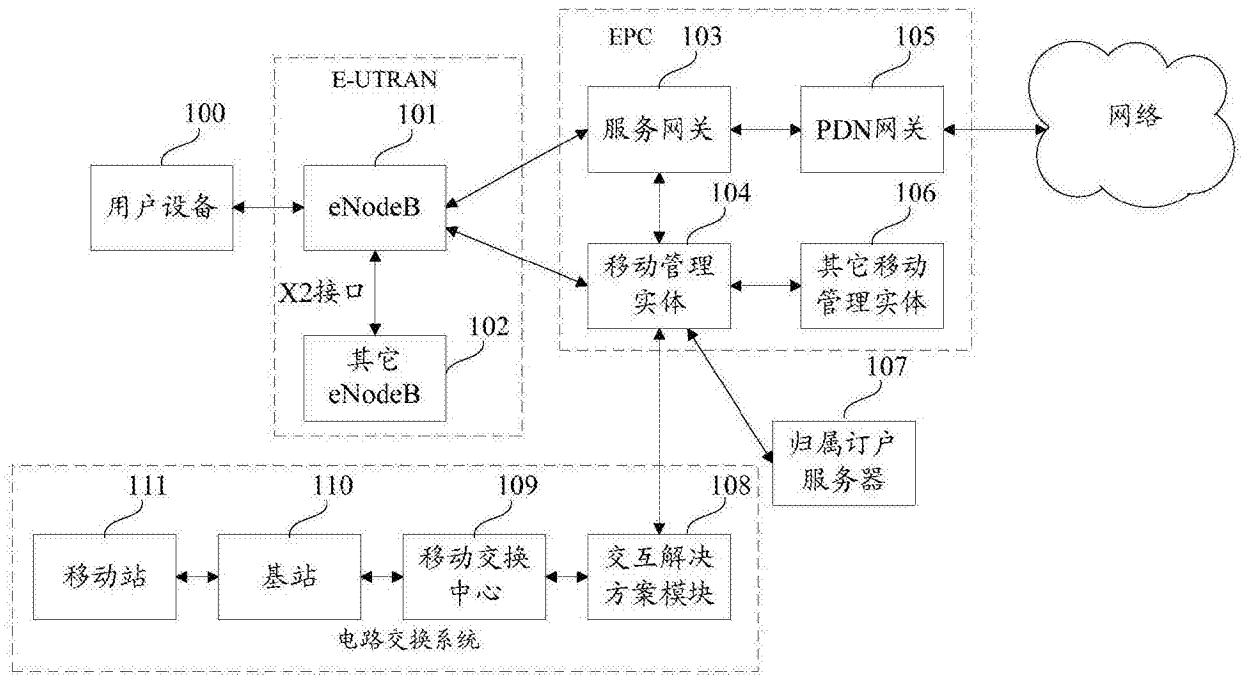 EPC
103
105
E-UTRAN
100
101
服务网关
PDN 网关
网络
用户设备
eNodeB
104
106
移动管理
实体
其它移动
管理实体
X2接口
102
其它
eNodeB
107
归属订户
服务器
111
110
109
108
移动站
基站
移动交换
中心
交互解决
方案模块
电路交换系统